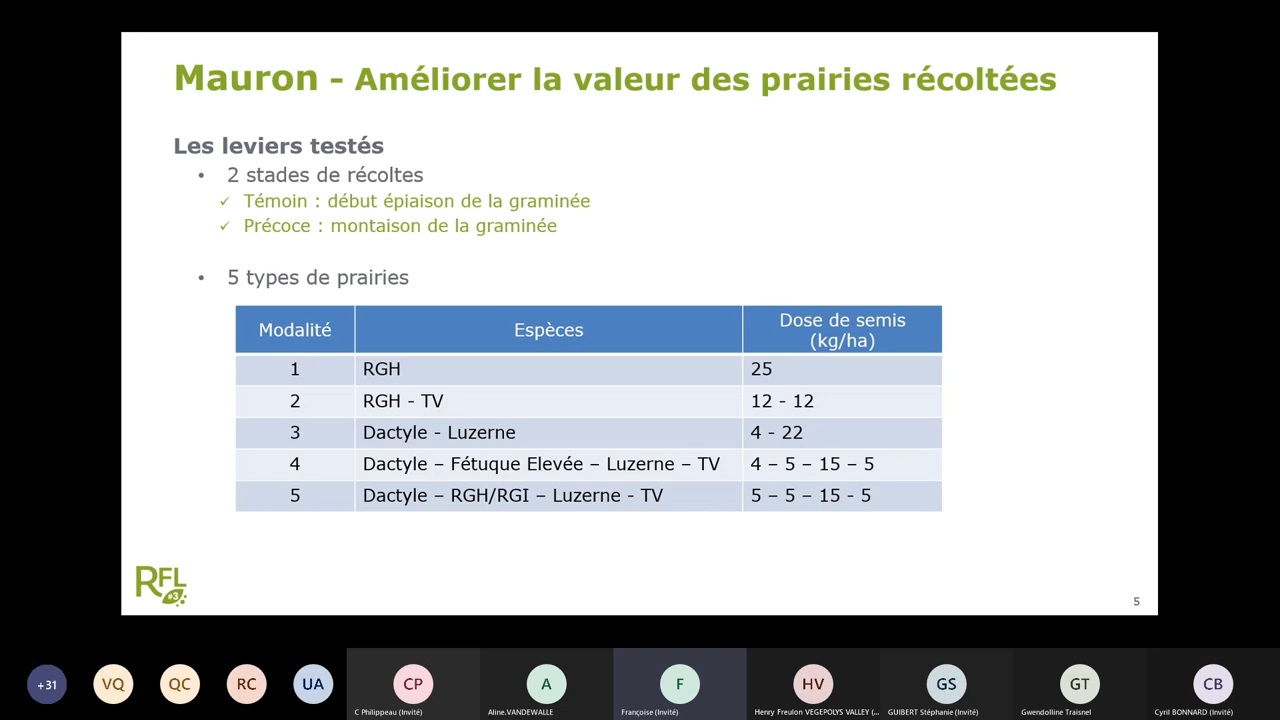 Mauron - Améliorer la valeur des prairies récoltées
Les leviers testés
• 2 stades de récoltes
✓ Témoin : début épiaison de la graminée
✓ Précoce : montaison de la graminée
• 5 types de prairies
Modalité Espèces Dose de semis (kg/ha)
1 RGH 25
2 RGH - TV 12 - 12
3 Dactyle - Luzerne 4 - 22
4 Dactyle – Fétuque Elevée – Luzerne – TV 4 – 5 – 15 – 5
5 Dactyle – RGH/RGI – Luzerne - TV 5 – 5 – 15 - 5
RFL #3
5
+31 VQ QC RC UA CP A F HV GS GT CB
C Philippeau (Invité) Aline.VANDEWALLE Françoise (Invité) Henry Freulon VEGEPOLYS VALLEY (... GUIBERT Stéphanie (Invité) Gwendolline Traisnel Cyril BONNARD (Invité)